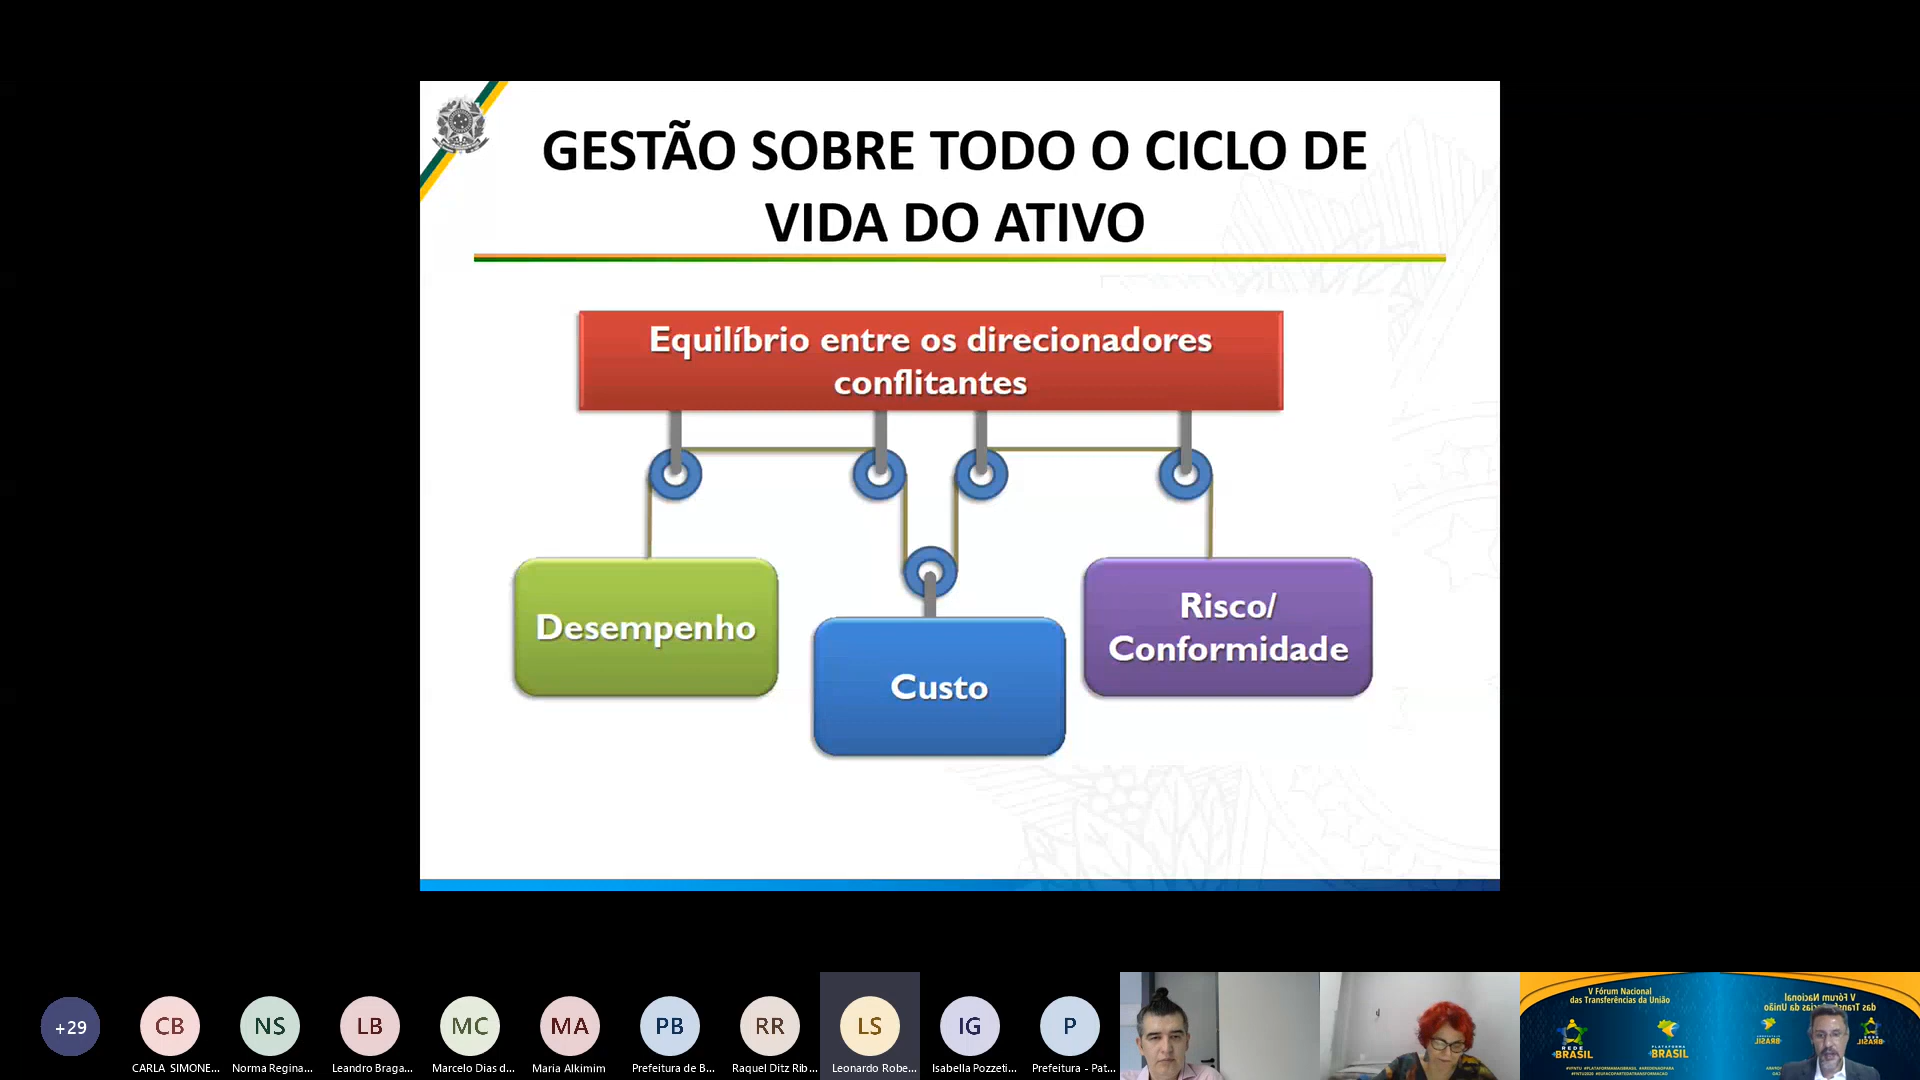 GESTÃO SOBRE TODO O CICLO DE
VIDA DO ATIVO
Equilíbrio entre os direcionadores
conflitantes
Desempenho
Custo
Risco/
Conformidade
+29
CB
NS
LB
MC
MA
PB
RR
LS
IG
P
CARLA SIMONE...
Norma Regina...
Leandro Braga...
Marcelo Dias d...
Maria Alkimim
Prefeitura de B...
Raquel Ditz Rib...
Leonardo Robe...
Isabella Pozzeti...
Prefeitura - Pat...
V Fórum Nacional
das Transferências da União
REDE
BRASIL
PLATAFORMA
+BRASIL
V Fórum Nacional